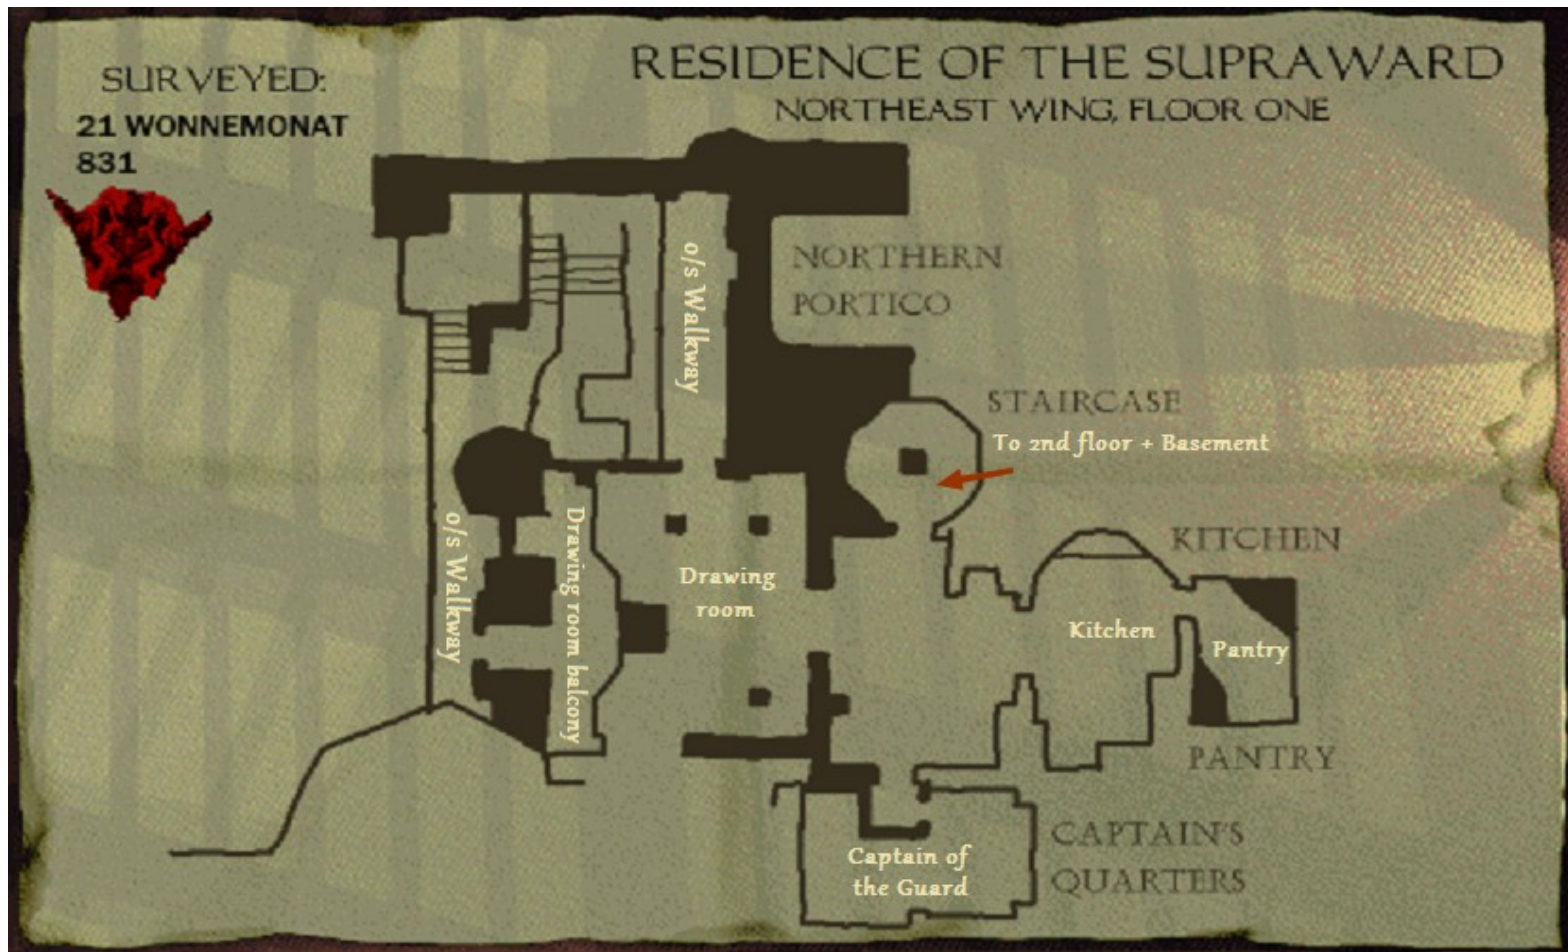 SURVEYED:
21 WONNEMONAT
831
RESIDENCE OF THE SUPRAWARD
NORTHEAST WING, FLOOR ONE
o/s Walkway
NORTHERN
PORTICO
STAIRCASE
To 2nd floor + Basement
o/s Walkway
Drawing room balcony
Drawing
room
KITCHEN
Kitchen
Pantry
PANTRY
Captain of
the Guard
CAPTAIN'S
QUARTERS